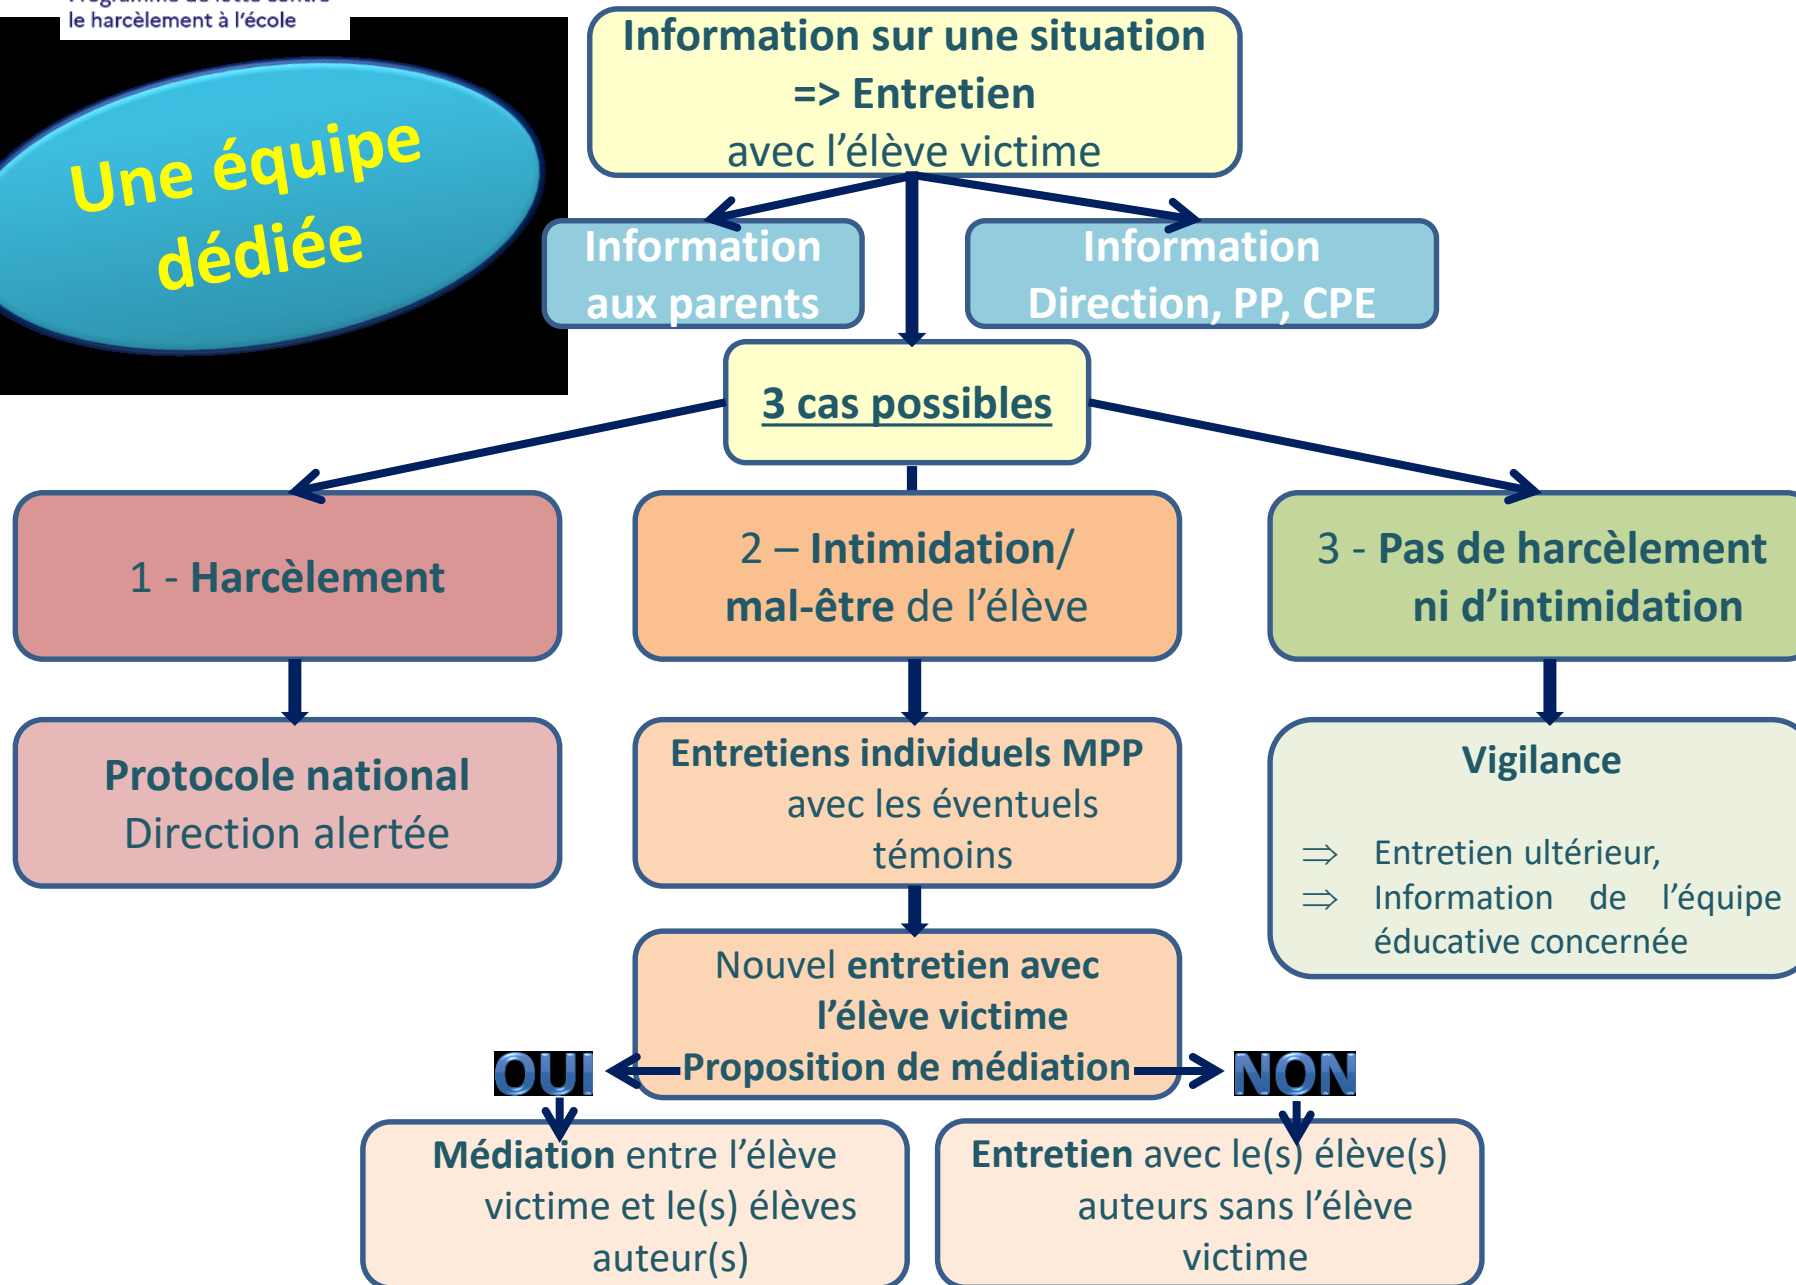 Programme de lutte contre
le harcèlement à l'école
Une équipe
dédiée
Information sur une situation
=> Entretien
avec l'élève victime
Information
aux parents
Information
Direction, PP, CPE
3 cas possibles
1 - Harcèlement
2 – Intimidation/
mal-être de l'élève
3 - Pas de harcèlement
ni d'intimidation
Protocole national
Direction alertée
Entretiens individuels MPP
avec les éventuels
témoins
Vigilance
⇒ Entretien ultérieur,
⇒ Information de l'équipe
éducative concernée
Nouvel entretien avec
l'élève victime
Proposition de médiation
OUI
NON
Médiation entre l'élève
victime et le(s) élèves
auteur(s)
Entretien avec le(s) élève(s)
auteurs sans l'élève
victime